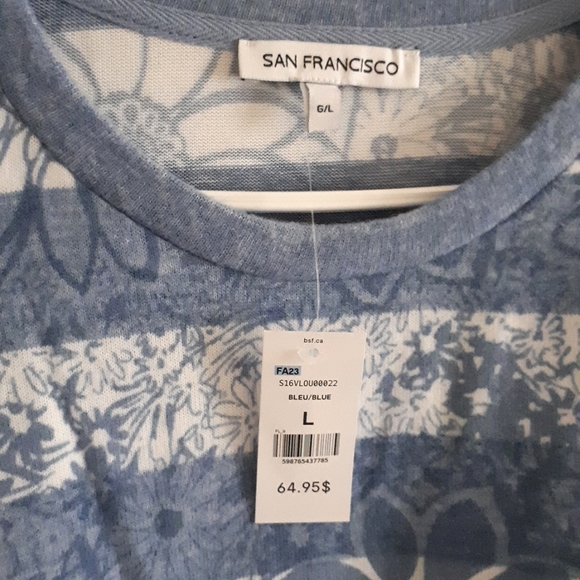 SAN FRANCISCO
G/L
bsf.ca
FA23
S16VLOU00022
BLEU/BLUE
L
598765437785
64.95$